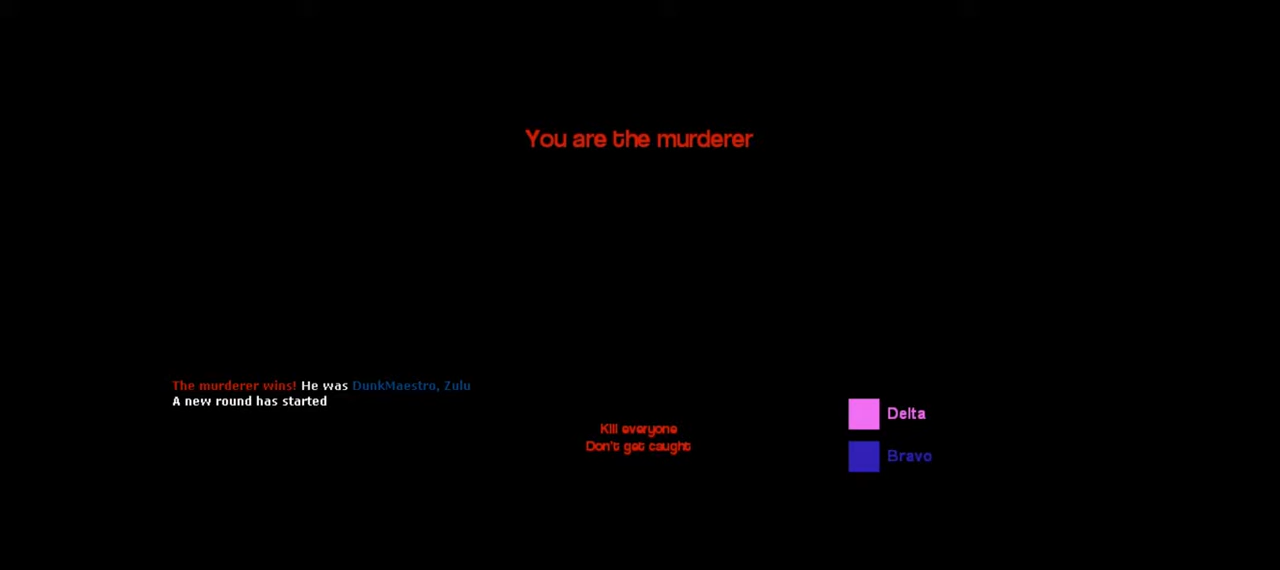 You are the murderer
The murderer wins! He was DunkMaestro, Zulu
A new round has started
Kill everyone
Don't get caught
Delta
Bravo